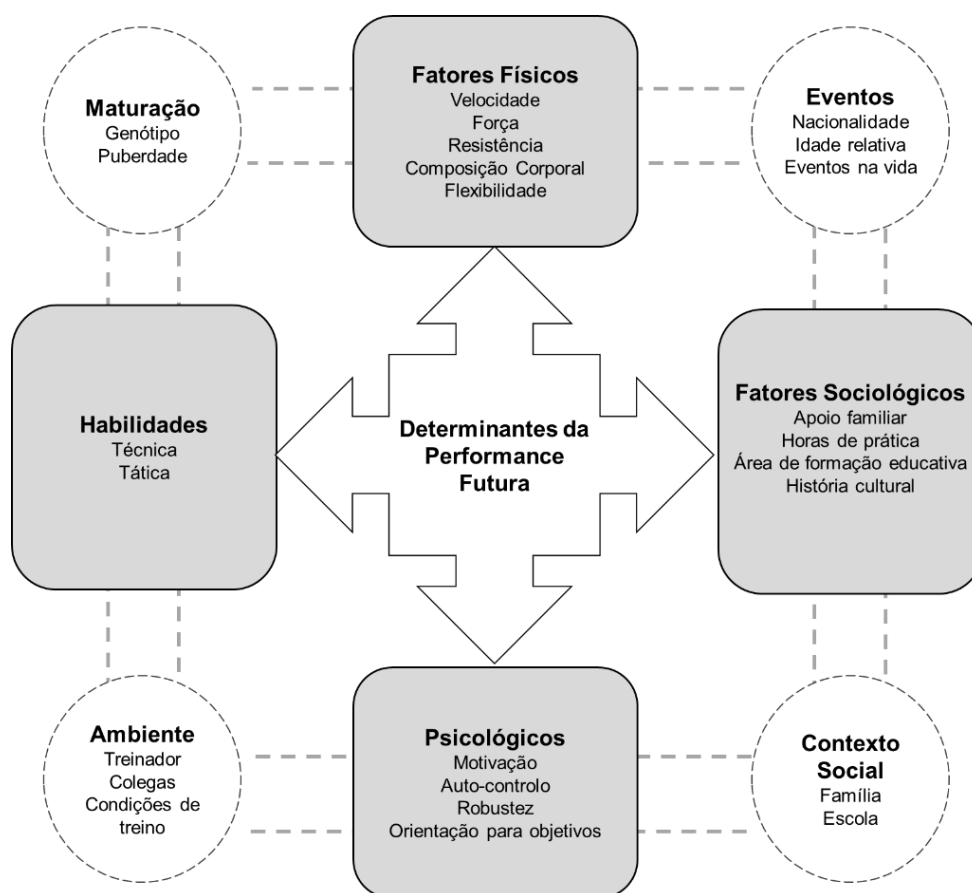 Maturação
Genótipo
Puberdade
Fatores Físicos
Velocidade
Força
Resistência
Composição Corporal
Flexibilidade
Eventos
Nacionalidade
Idade relativa
Eventos na vida
Habilidades
Técnica
Tática
Determinantes da
Performance
Futura
Fatores Sociológicos
Apoio familiar
Horas de prática
Área de formação educativa
História cultural
Ambiente
Treinador
Colegas
Condições de
treino
Psicológicos
Motivação
Auto-controlo
Robustez
Orientação para objetivos
Contexto
Social
Família
Escola